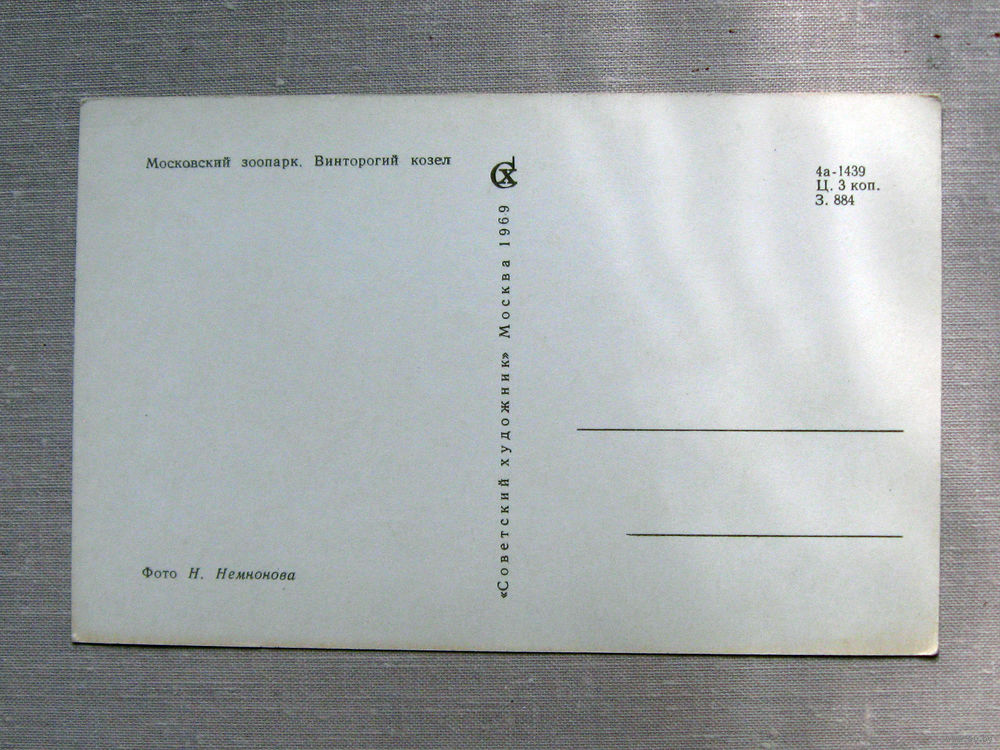 Московский зоопарк. Винторогий козел
Фото Н. Немнонова
«Советский художник» Москва 1969
4а-1439
Ц. 3 коп.
З. 884